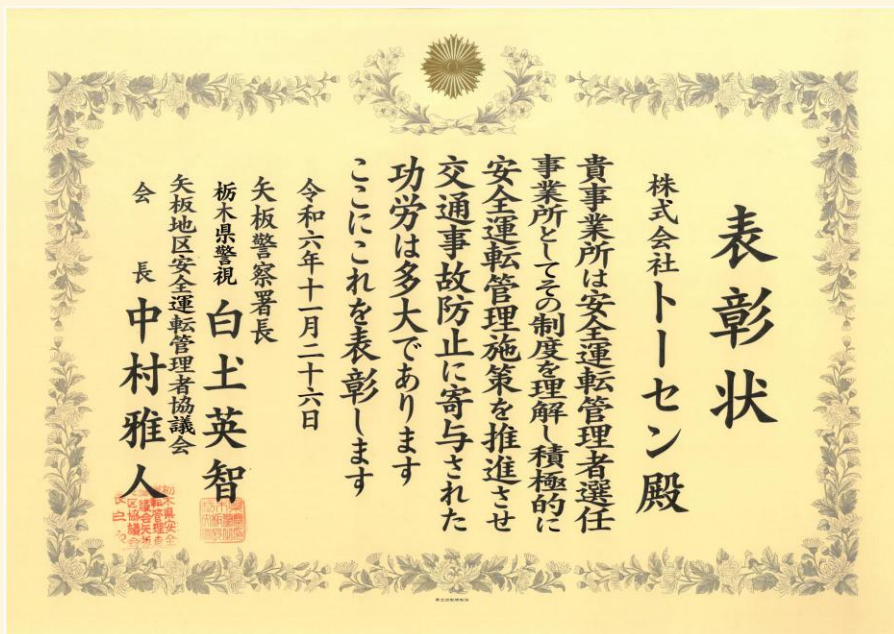 表彰状
株式会社トーセン殿
貴事業所は安全運転管理者選任
事業所としてその制度を理解し積極的に
安全運転管理施策を推進させ
交通事故防止に寄与された
功労は多大であります
ここにこれを表彰します
令和六年十一月二十六日
矢板警察署長
栃木県警視 白土英智
矢板地区安全運転管理者協議会
会長 中村雅人